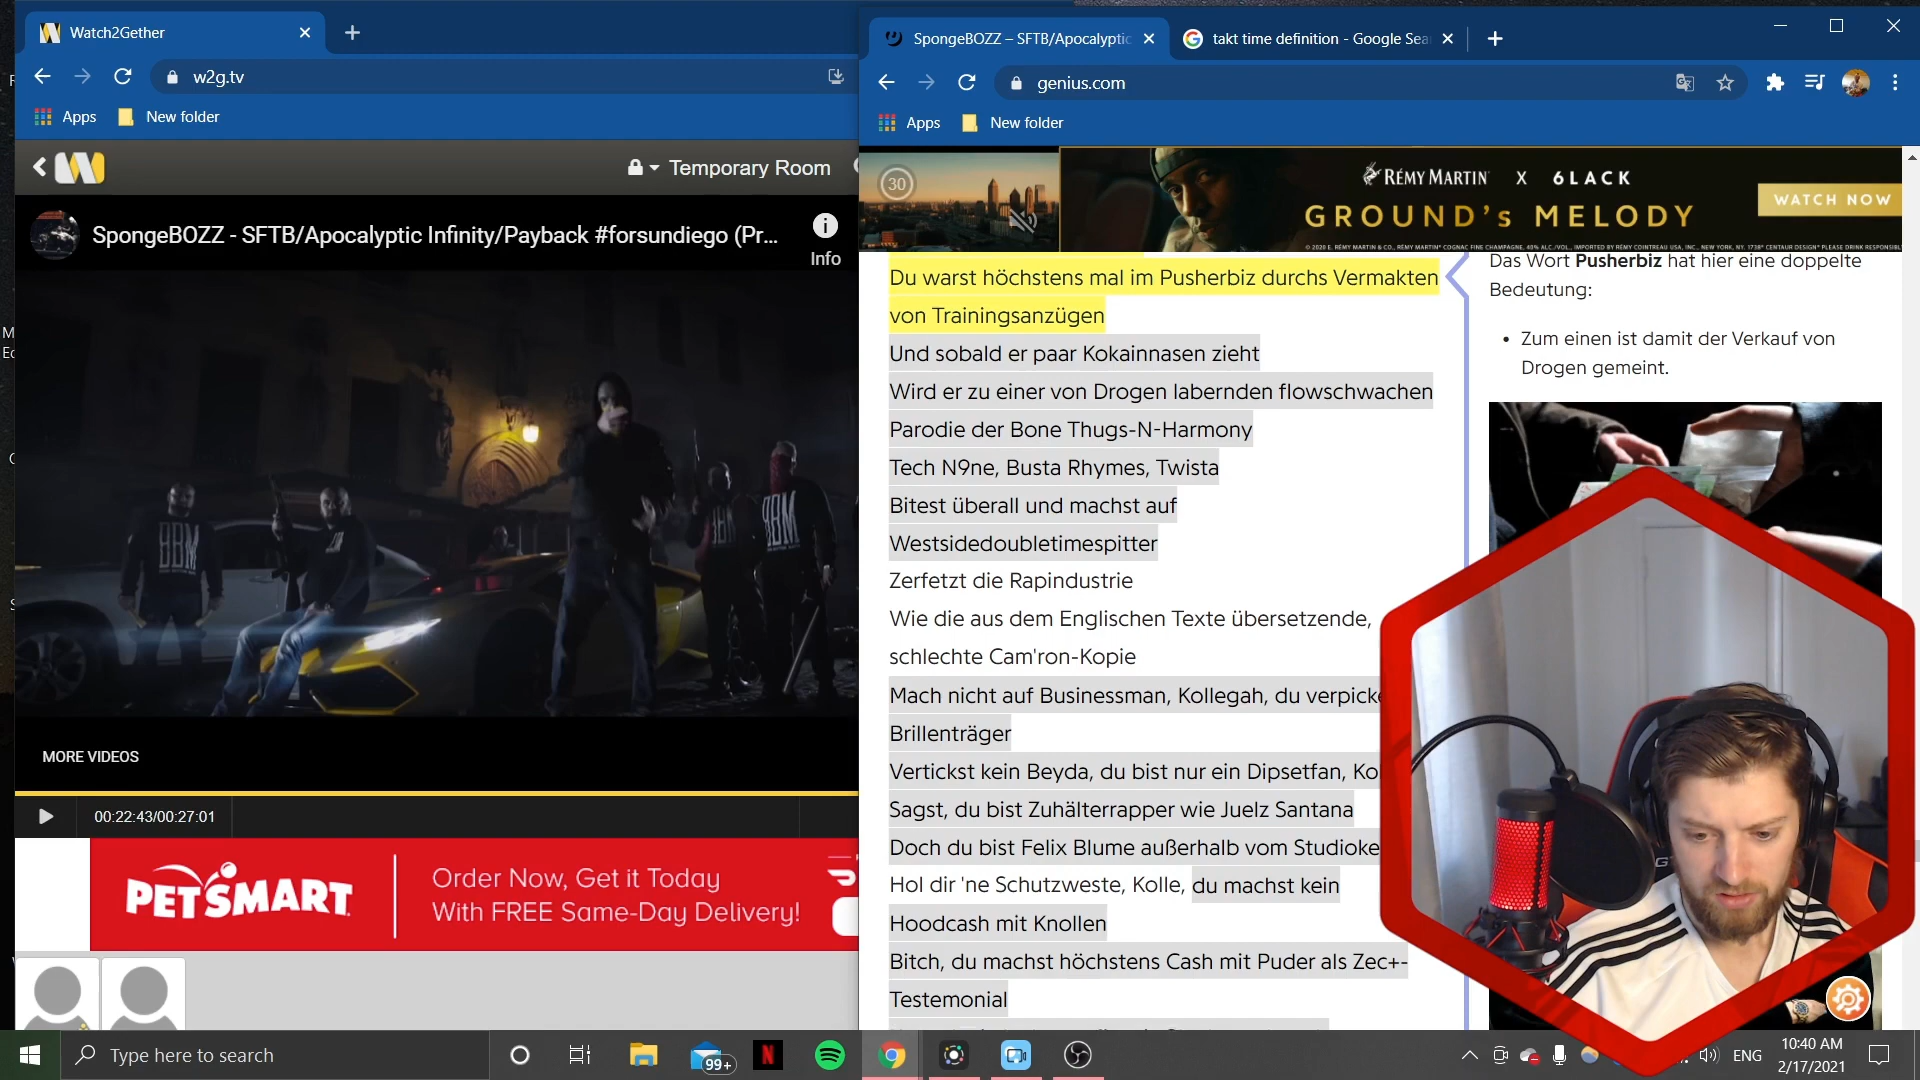 Watch2Gether
SpongeBOZZ – SFTB/Apocalyptic
takt time definition - Google Sea
w2g.tv
genius.com
Apps
New folder
Apps
New folder
Temporary Room
30
RÉMY MARTIN X 6LACK
GROUND's MELODY
WATCH NOW
SpongeBOZZ - SFTB/Apocalyptic Infinity/Payback #forsundiego (Pr...
Info
BBM
BBM
MORE VIDEOS
00:22:43/00:27:01
PETSMART
Order Now, Get it Today
With FREE Same-Day Delivery!
Du warst höchstens mal im Pusherbiz durchs Vermakten
von Trainingsanzügen
Und sobald er paar Kokainnasen zieht
Wird er zu einer von Drogen labernden flowschwachen
Parodie der Bone Thugs-N-Harmony
Tech N9ne, Busta Rhymes, Twista
Bitest überall und machst auf
Westsidedoubletimespitter
Zerfetzt die Rapindustrie
Wie die aus dem Englischen Texte übersetzende,
schlechte Cam'ron-Kopie
Mach nicht auf Businessman, Kollegah, du verpicke
Brillenträger
Vertickst kein Beyda, du bist nur ein Dipsetfan, Ko
Sagst, du bist Zuhälterrapper wie Juelz Santana
Doch du bist Felix Blume außerhalb vom Studioke
Hol dir 'ne Schutzweste, Kolle, du machst kein
Hoodcash mit Knollen
Bitch, du machst höchstens Cash mit Puder als Zec+-
Testemonial
Das Wort Pusherbiz hat hier eine doppelte
Bedeutung:
• Zum einen ist damit der Verkauf von
Drogen gemeint.
Type here to search
99+
N
ENG
10:40 AM
2/17/2021